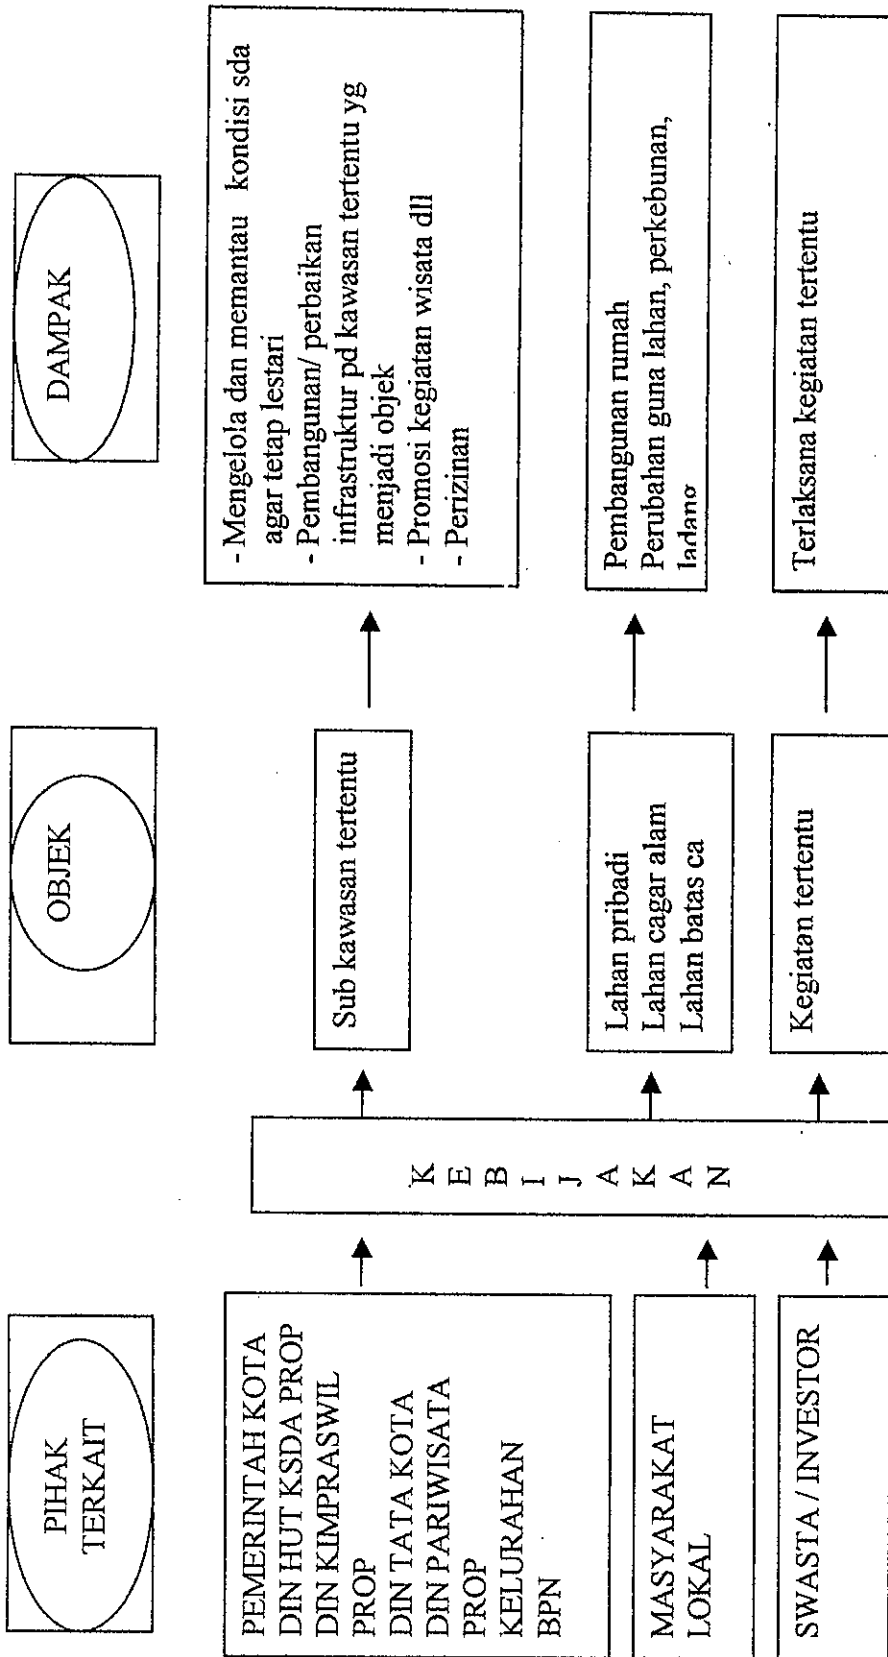 PIHAK
TERKAIT
OBJEK
DAMPAK
PEMERINTAH KOTA
DIN HUT KSDA PROP
DIN KIMPRASWIL
PROP
DIN TATA KOTA
DIN PARIWISATA
PROP
KELURAHAN
BPN
MASYARAKAT
LOKAL
SWASTA / INVESTOR
K
E
B
I
J
A
K
A
N
Sub kawasan tertentu
Lahan pribadi
Lahan cagar alam
Lahan batas ca
Kegiatan tertentu
- Mengelola dan memantau kondisi sda
agar tetap lestari
- Pembangunan/ perbaikan
infrastruktur pd kawasan tertentu yg
menjadi objek
- Promosi kegiatan wisata dll
- Perizinan
Pembangunan rumah
Perubahan guna lahan, perkebunan,
ladang
Terlaksana kegiatan tertentu